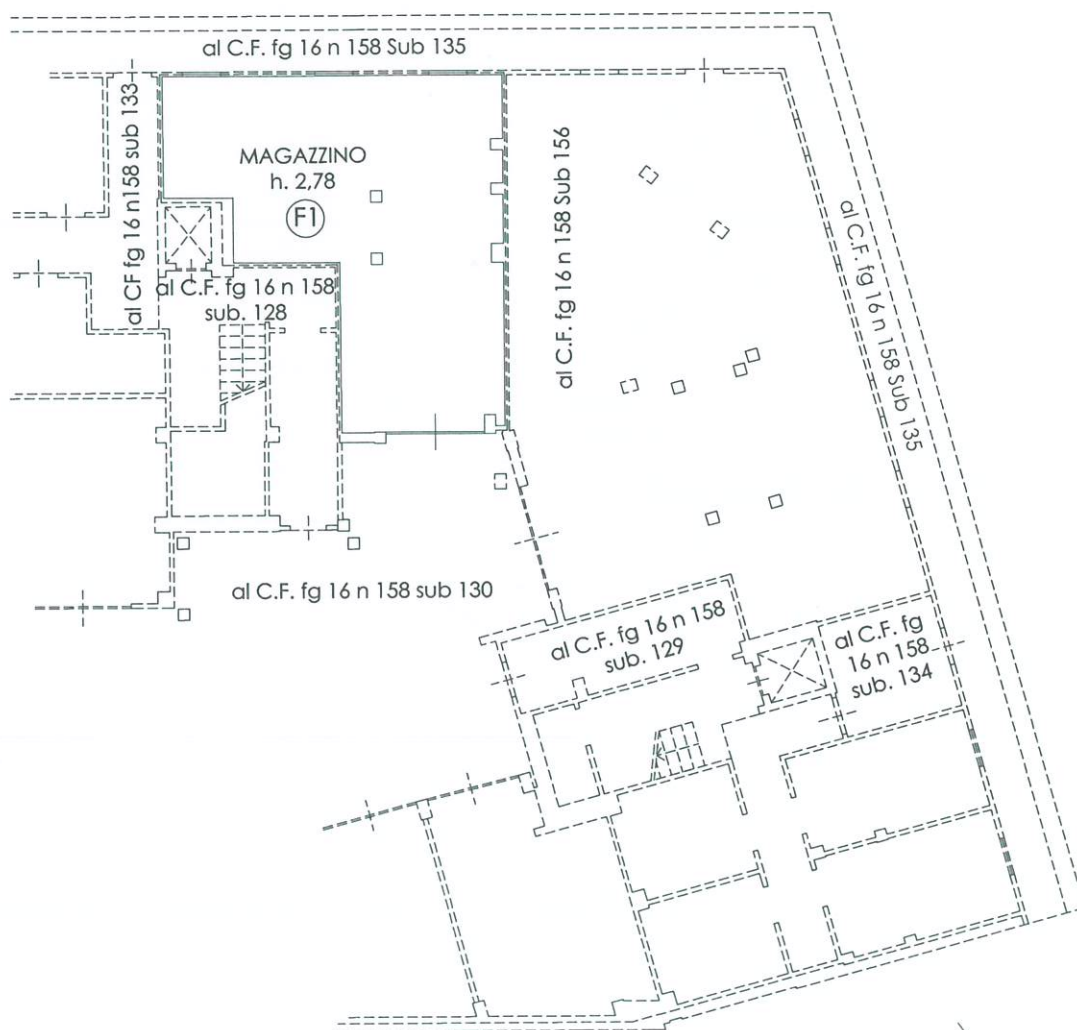 al C.F. fg 16 n 158 Sub 135
al CF fg 16 n158 sub 133
MAGAZZINO
h. 2,78
F1
al C.F. fg 16 n 158 Sub 156
al C.F. fg 16 n 158 Sub 135
al C.F. fg 16 n 158
sub. 128
al C.F. fg 16 n 158 sub 130
al C.F. fg 16 n 158
sub. 129
al C.F. fg
16 n 158
sub. 134